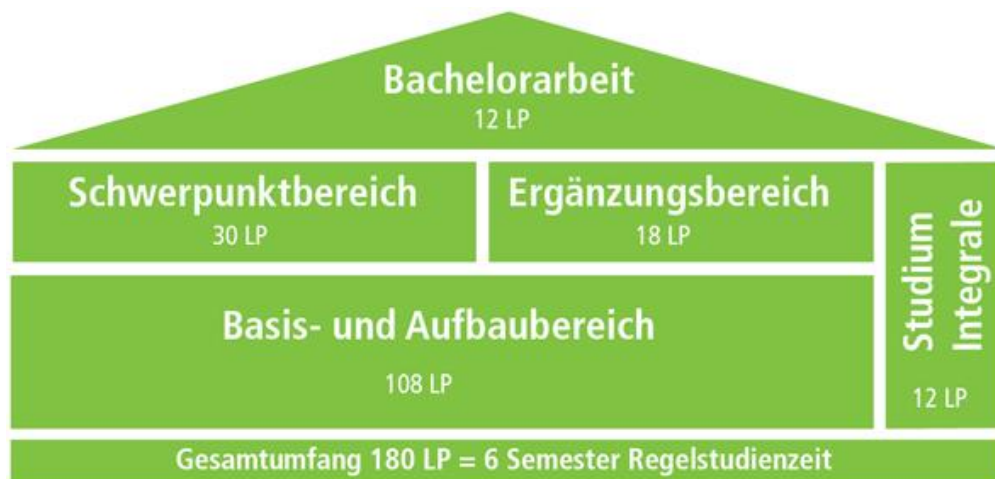 Bachelorarbeit
12 LP
Schwerpunktbereich
30 LP
Ergänzungsbereich
18 LP
Basis- und Aufbaubereich
108 LP
Studium
Integrale
12 LP
Gesamtumfang 180 LP = 6 Semester Regelstudienzeit